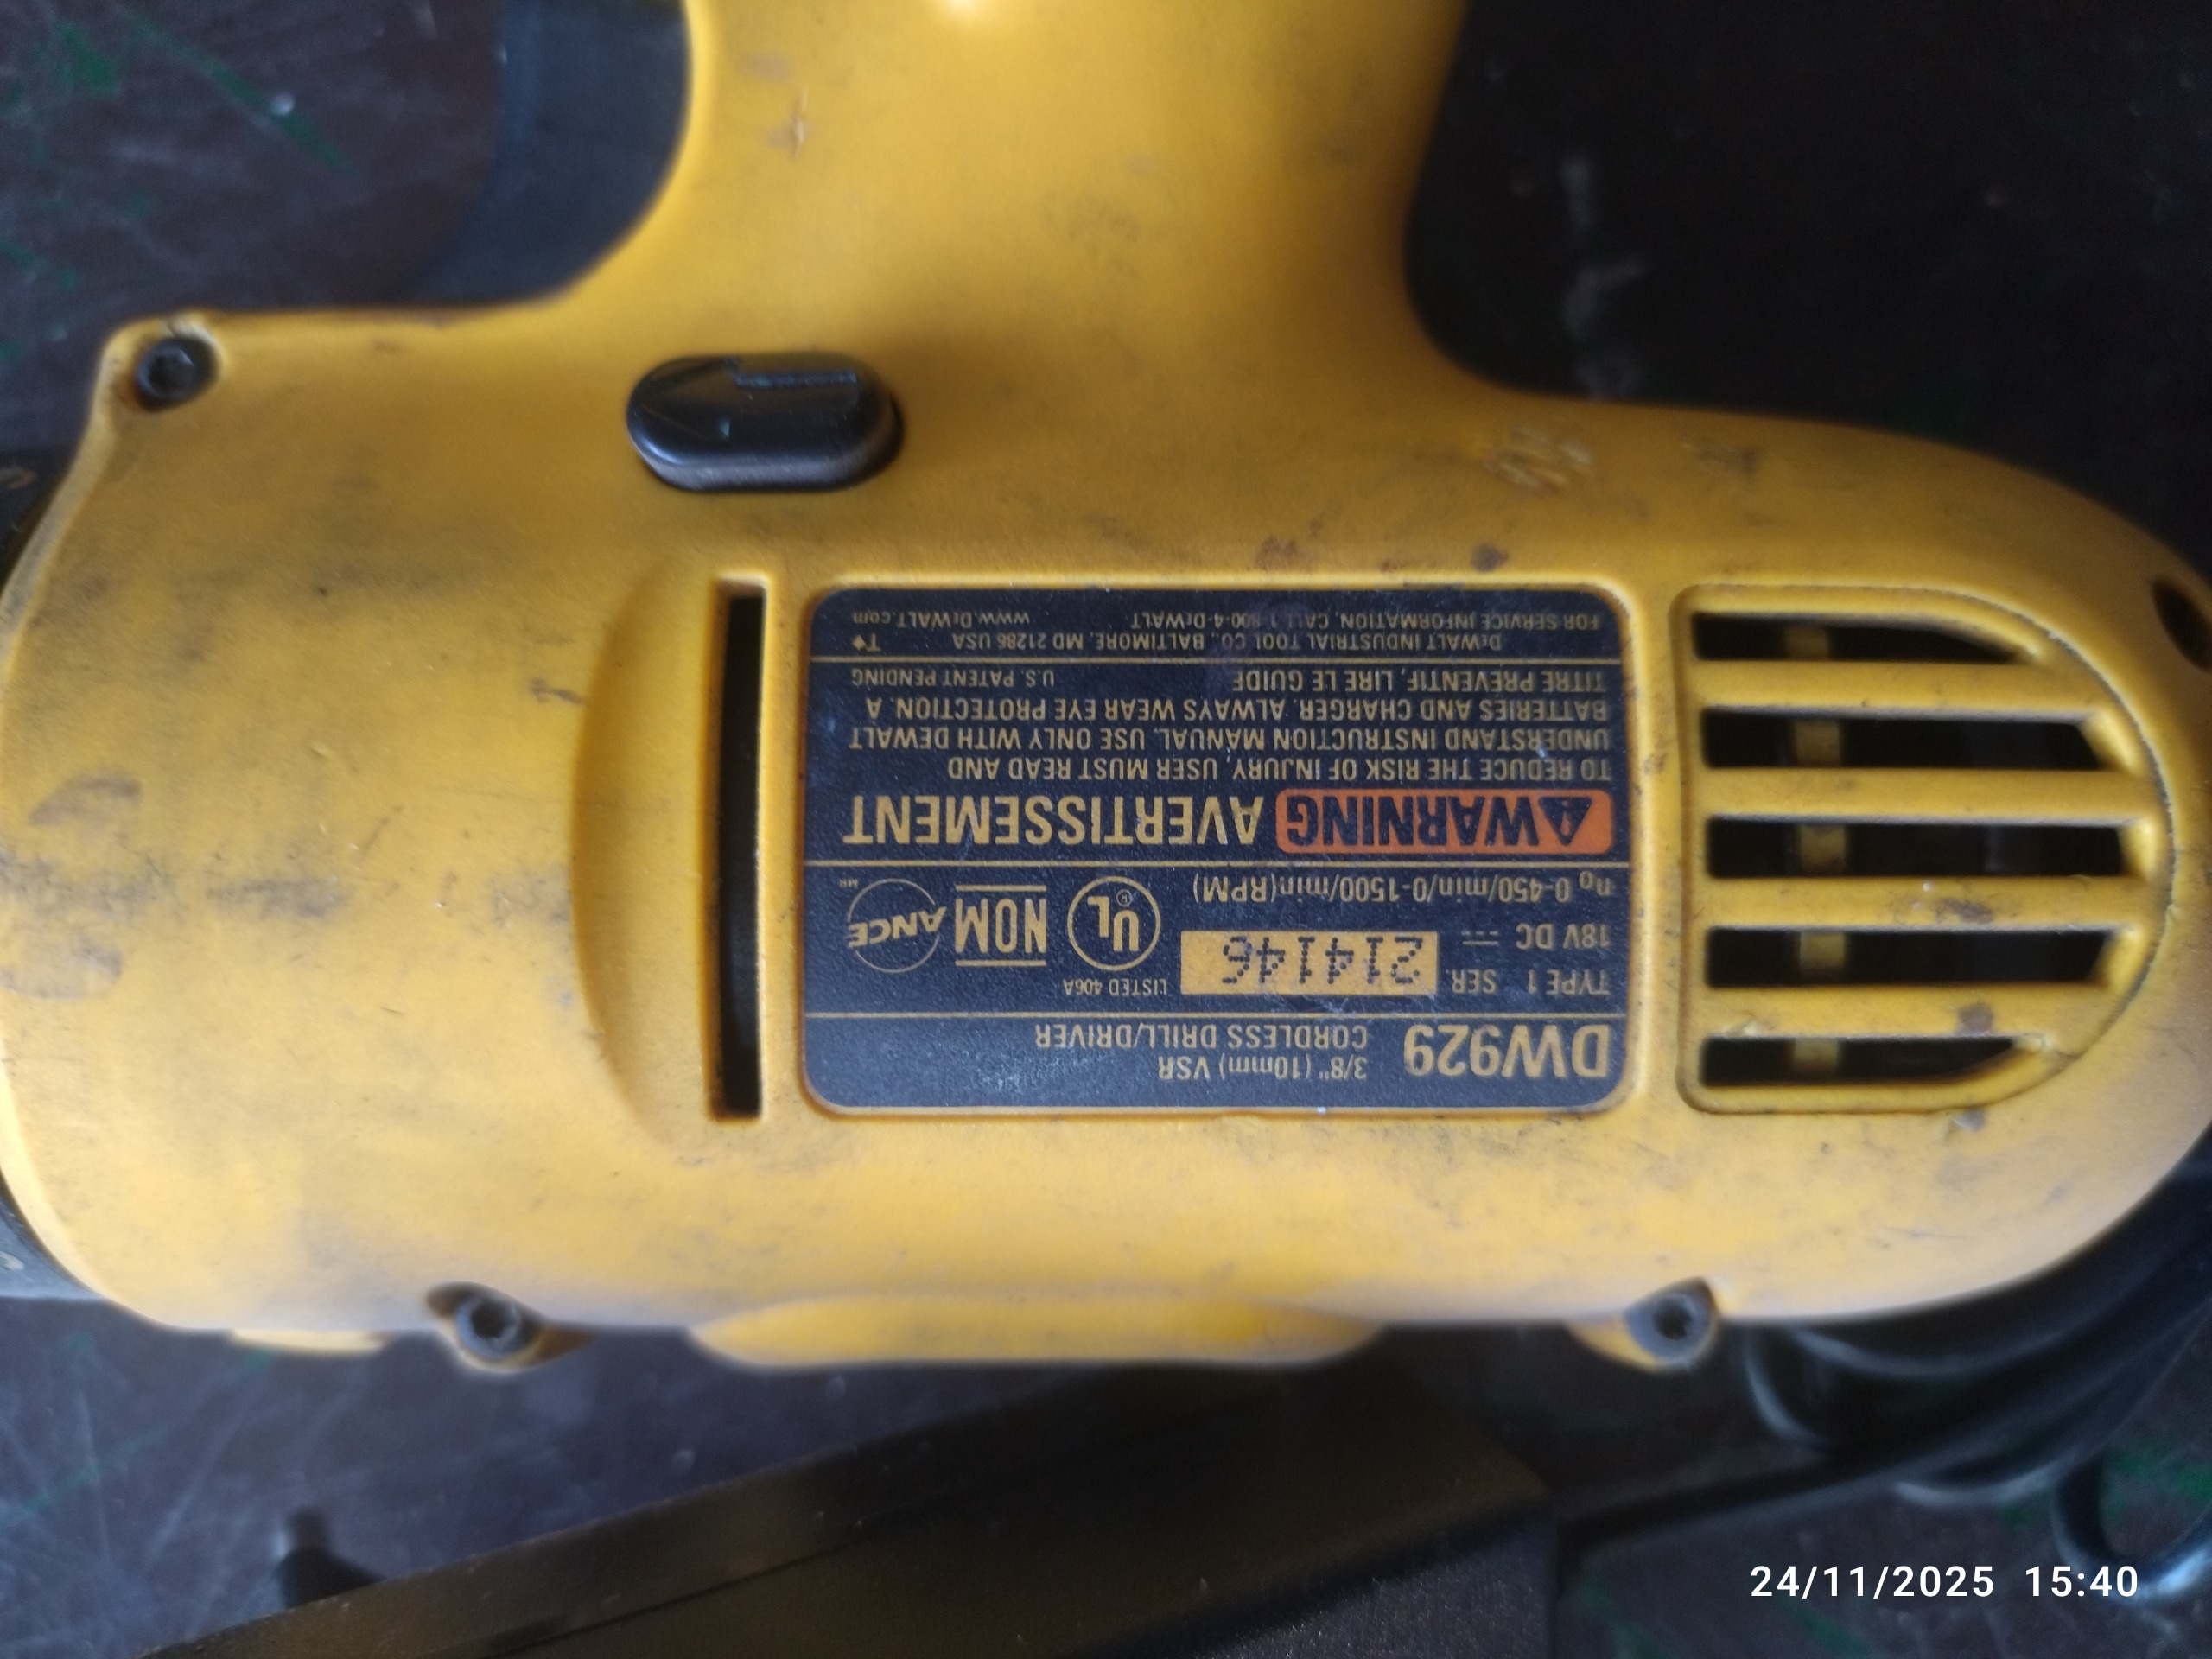 DW929
3/8" (10mm) VSR
CORDLESS DRILL/DRIVER
TYPE 1 SER. 214146
LISTED 406A
18V DC
n₀ 0-450/min/0-1500/min(RPM)
UL
NOM
ANCE
MR
WARNING AVERTISSEMENT
TO REDUCE THE RISK OF INJURY, USER MUST READ AND
UNDERSTAND INSTRUCTION MANUAL. USE ONLY WITH DEWALT
BATTERIES AND CHARGER. ALWAYS WEAR EYE PROTECTION. A
TITRE PREVENTIF, LIRE LE GUIDE
U.S. PATENT PENDING
DEWALT INDUSTRIAL TOOL CO., BALTIMORE, MD 21286 USA
FOR SERVICE INFORMATION, CALL 1-800-4-DEWALT www.DEWALT.com
24/11/2025 15:40